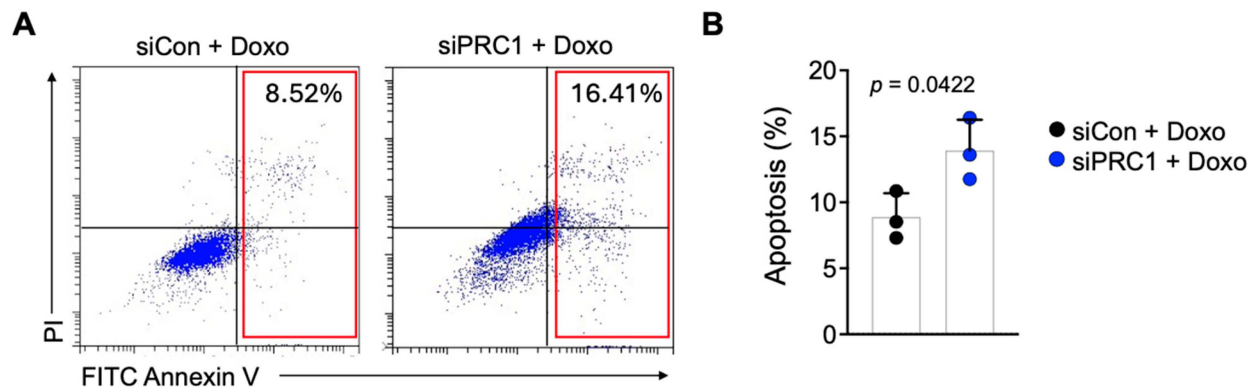 A
siCon + Doxo
siPRC1 + Doxo
8.52%
16.41%
PI
FITC Annexin V
B
Apoptosis (%)
20
15
10
5
0
p = 0.0422
siCon + Doxo
siPRC1 + Doxo